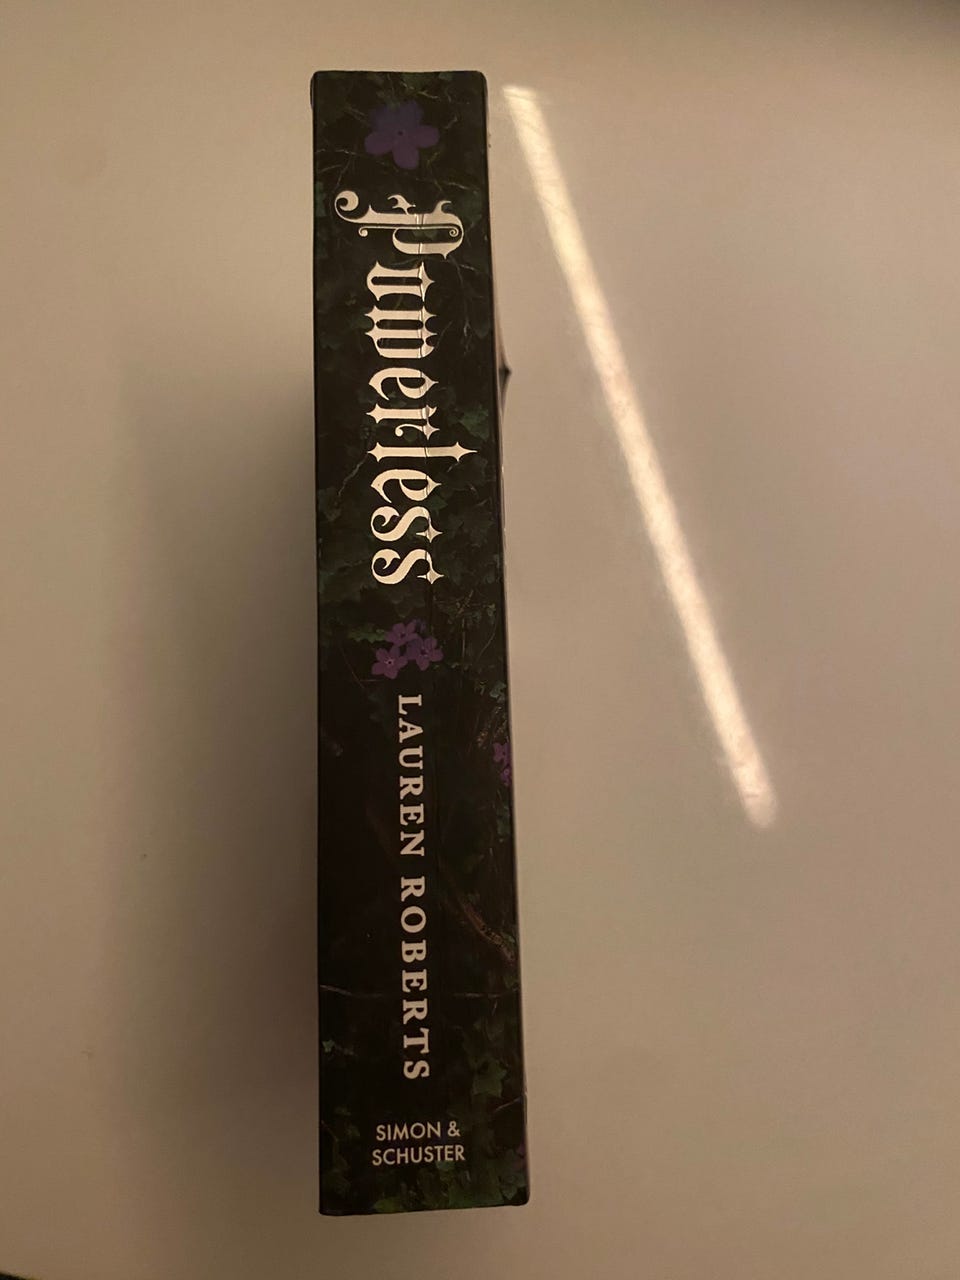 Powerless
LAUREN ROBERTS
SIMON &
SCHUSTER